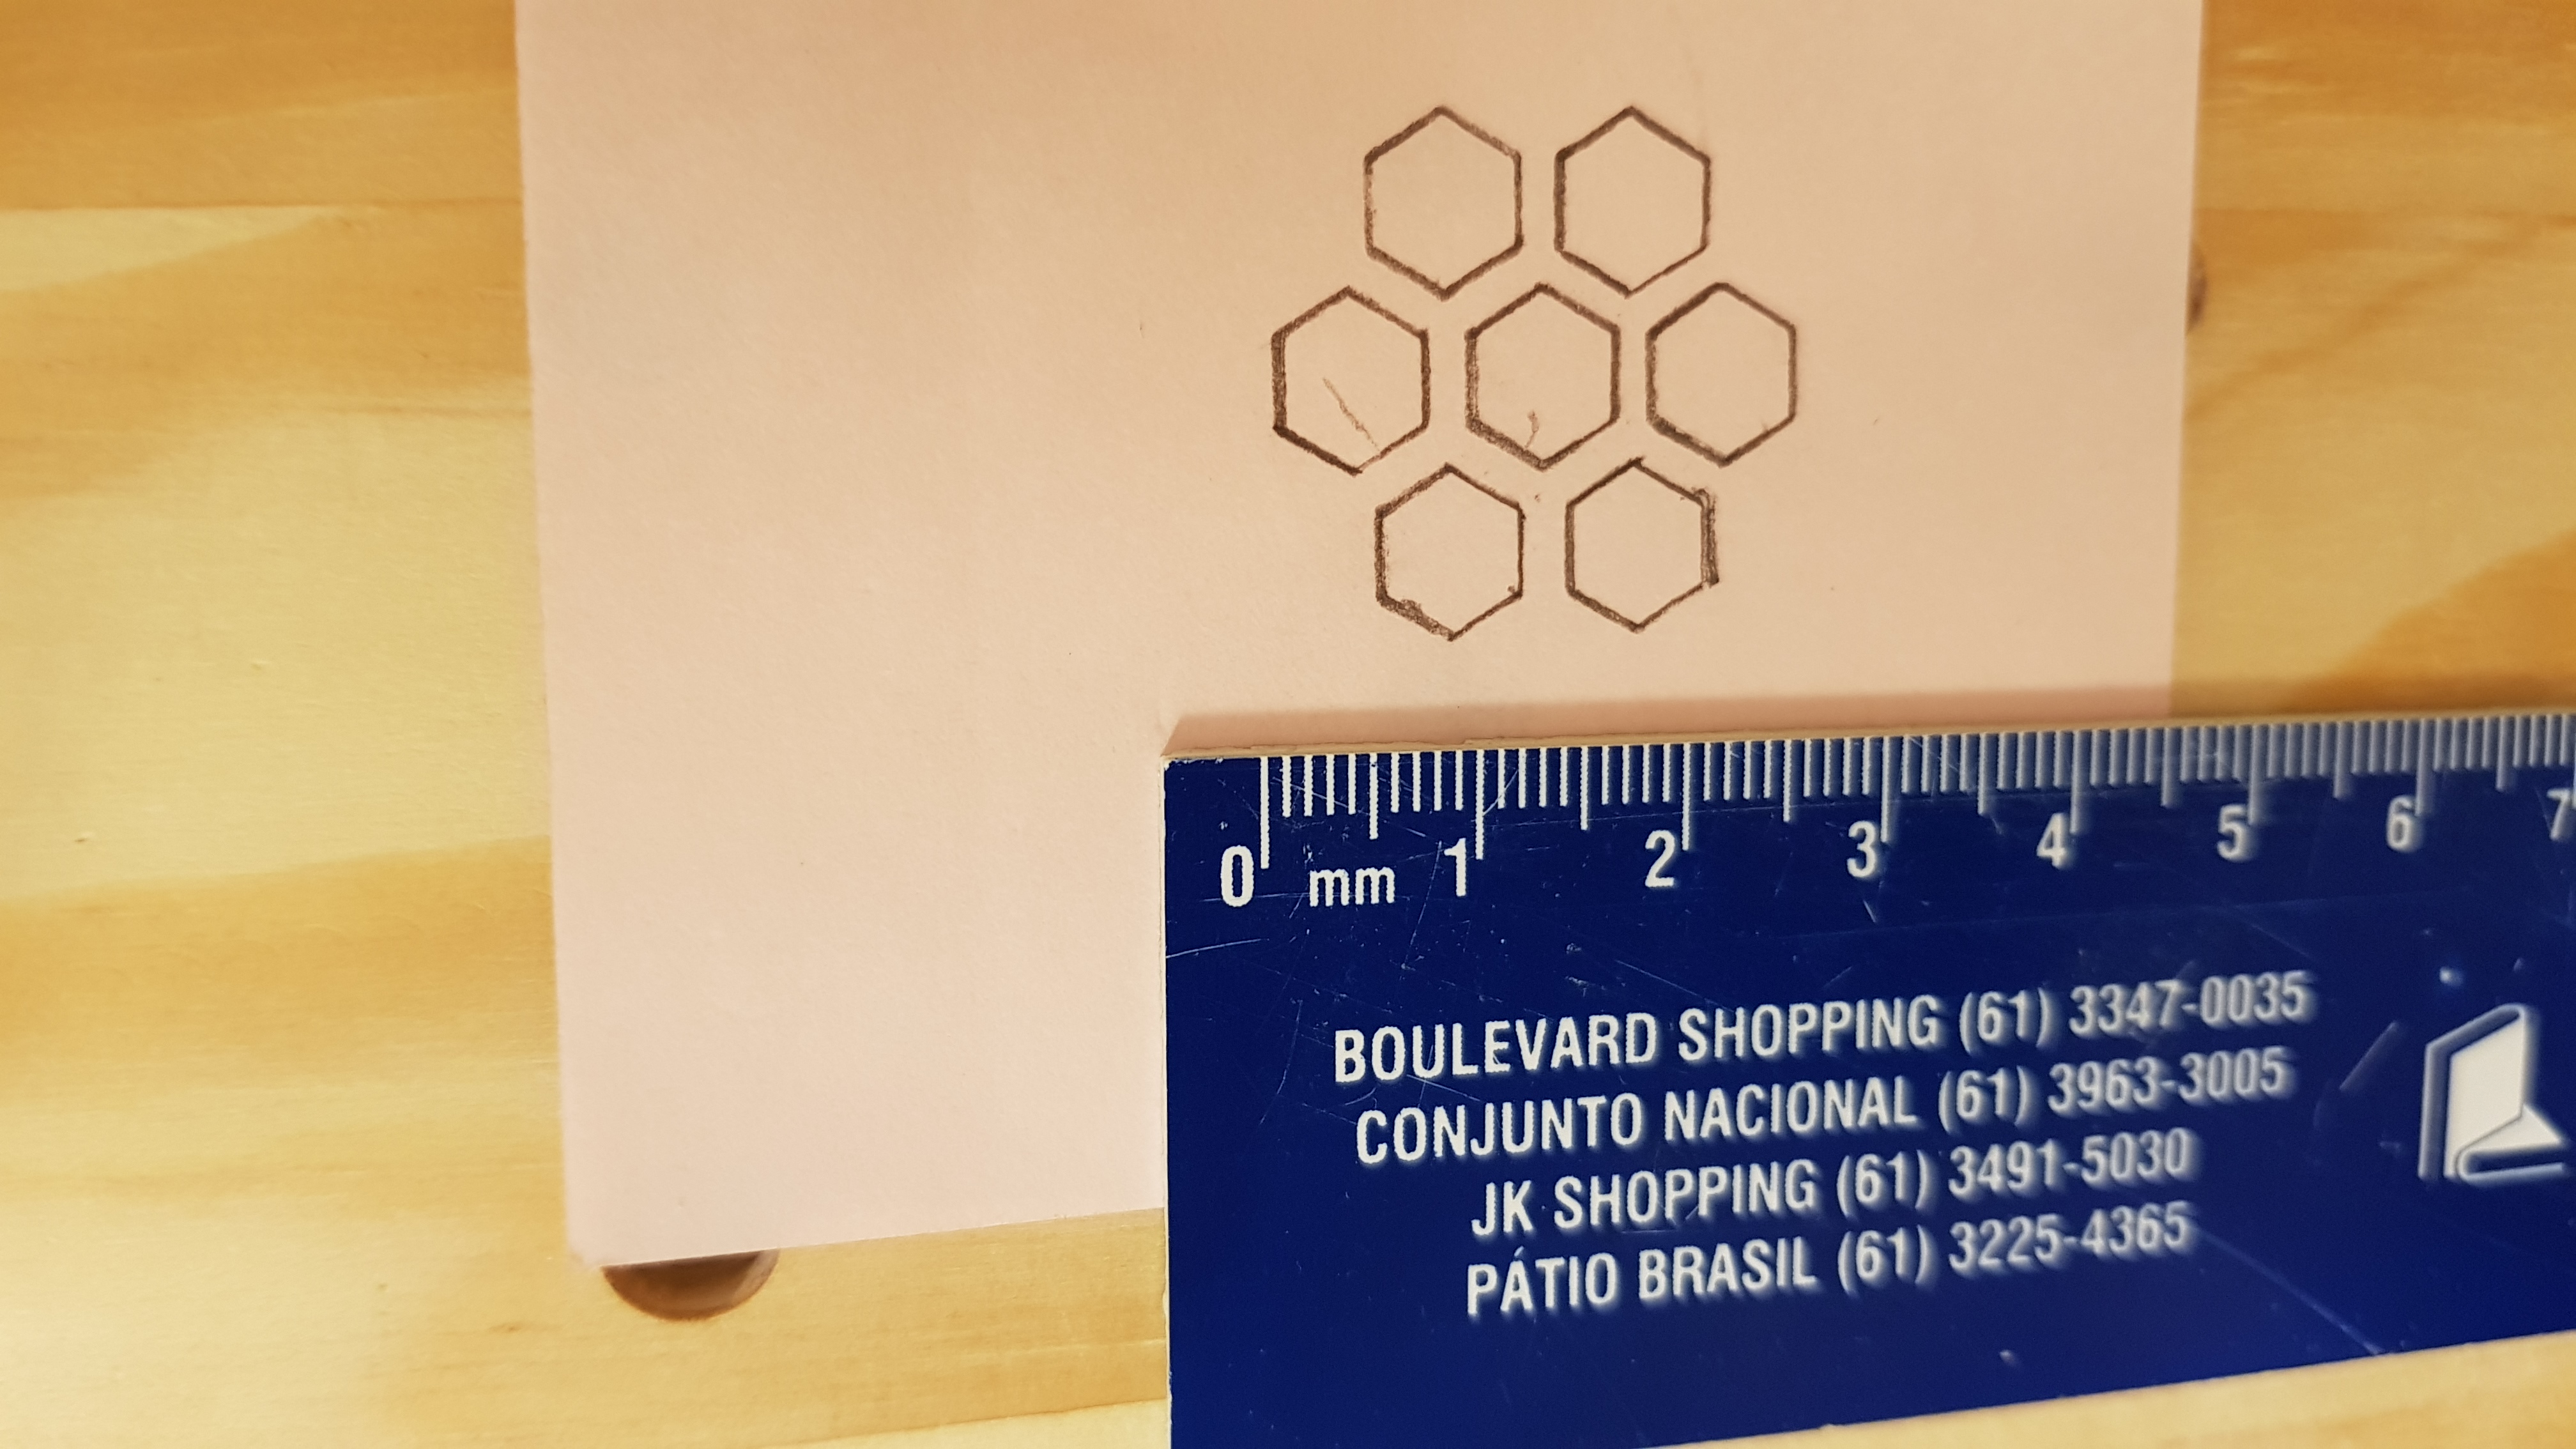 0 mm 1 2 3 4 5 6 7
BOULEVARD SHOPPING (61) 3347-0035
CONJUNTO NACIONAL (61) 3963-3005
JK SHOPPING (61) 3491-5030
PÁTIO BRASIL (61) 3225-4365